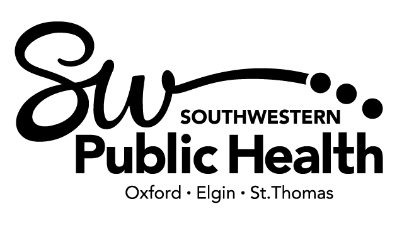 Sw
SOUTHWESTERN
Public Health
Oxford • Elgin • St.Thomas